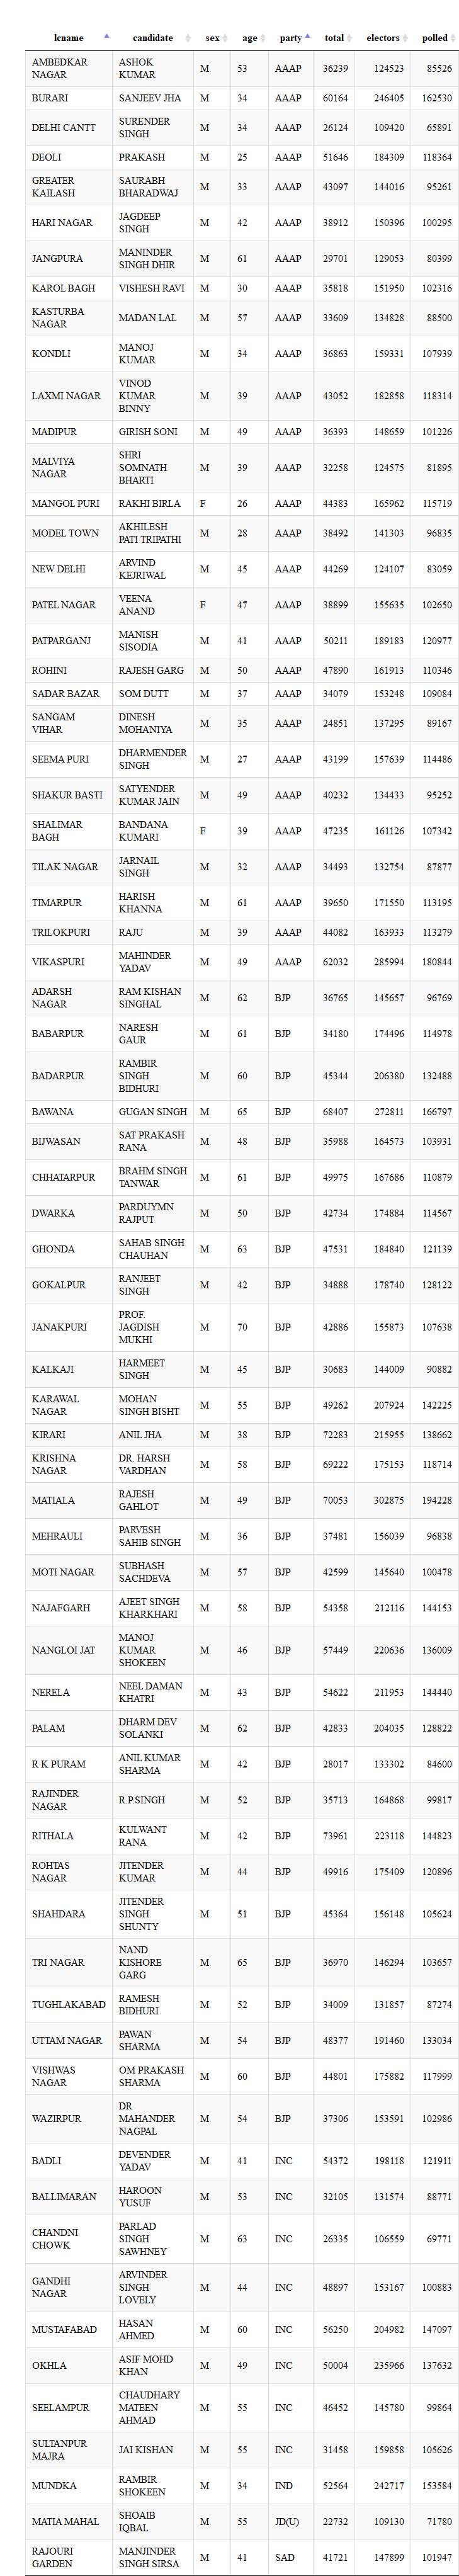 lcname candidate sex age party total electors polled
AMBEDKAR NAGAR ASHOK KUMAR M 53 AAAP 36239 124523 85526
BURARI SANJEEV JHA M 34 AAAP 60164 246405 162530
DELHI CANTT SURENDER SINGH M 34 AAAP 26124 109420 65891
DEOLI PRAKASH M 25 AAAP 51646 184309 118364
GREATER KAILASH SAURABH BHARADWAJ M 33 AAAP 43097 144016 95261
HARI NAGAR JAGDEEP SINGH M 42 AAAP 38912 150396 100295
JANGPURA MANINDER SINGH DHIR M 61 AAAP 29701 129053 80399
KAROL BAGH VISHESH RAVI M 30 AAAP 35818 151950 102316
KASTURBA NAGAR MADAN LAL M 57 AAAP 33609 134828 88500
KONDLI MANOJ KUMAR M 34 AAAP 36863 159331 107939
LAXMI NAGAR VINOD KUMAR BINNY M 39 AAAP 43052 182858 118314
MADIPUR GIRISH SONI M 49 AAAP 36393 148659 101226
MALVIYA NAGAR SHRI SOMNATH BHARTI M 39 AAAP 32258 124575 81895
MANGOL PURI RAKHI BIRLA F 26 AAAP 44383 165962 115719
MODEL TOWN AKHILESH PATI TRIPATHI M 28 AAAP 38492 141303 96835
NEW DELHI ARVIND KEJRIWAL M 45 AAAP 44269 124107 83059
PATEL NAGAR VEENA ANAND F 47 AAAP 38899 155635 102650
PATPARGANJ MANISH SISODIA M 41 AAAP 50211 189183 120977
ROHINI RAJESH GARG M 50 AAAP 47890 161913 110346
SADAR BAZAR SOM DUTT M 37 AAAP 34079 153248 109084
SANGAM VIHAR DINESH MOHANIYA M 35 AAAP 24851 137295 89167
SEEMA PURI DHARMENDER SINGH M 27 AAAP 43199 157639 114486
SHAKUR BASTI SATYENDER KUMAR JAIN M 49 AAAP 40232 134433 95252
SHALIMAR BAGH BANDANA KUMARI F 39 AAAP 47235 161126 107342
TILAK NAGAR JARNAIL SINGH M 32 AAAP 34493 132754 87877
TIMARPUR HARISH KHANNA M 61 AAAP 39650 171550 113195
TRILOKPURI RAJU M 39 AAAP 44082 163933 113279
VIKASPURI MAHINDER YADAV M 49 AAAP 62032 285994 180844
ADARSH NAGAR RAM KISHAN SINGHAL M 62 BJP 36765 145657 96769
BABARPUR NARESH GAUR M 61 BJP 34180 174496 114978
BADARPUR RAMBIR SINGH BIDHURI M 60 BJP 45344 206380 132488
BAWANA GUGAN SINGH M 65 BJP 68407 272811 166797
BIJWASAN SAT PRAKASH RANA M 48 BJP 35988 164573 103931
CHHATARPUR BRAHM SINGH TANWAR M 61 BJP 49975 167686 110879
DWARKA PARDUYMN RAJPUT M 50 BJP 42734 174884 114567
GHONDA SAHAB SINGH CHAUHAN M 63 BJP 47531 184840 121139
GOKALPUR RANJEET SINGH M 42 BJP 34888 178740 128122
JANAKPURI PROF. JAGDISH MUKHI M 70 BJP 42886 155873 107638
KALKAJI HARMEET SINGH M 45 BJP 30683 144009 90882
KARAWAL NAGAR MOHAN SINGH BISHT M 55 BJP 49262 207924 142225
KIRARI ANIL JHA M 38 BJP 72283 215955 138662
KRISHNA NAGAR DR. HARSH VARDHAN M 58 BJP 69222 175153 118714
MATIALA RAJESH GAHLOT M 49 BJP 70053 302875 194228
MEHRAULI PARVESH SAHIB SINGH M 36 BJP 37481 156039 96838
MOTI NAGAR SUBHASH SACHDEVA M 57 BJP 42599 145640 100478
NAJAFGARH AJEET SINGH KHARKHARI M 58 BJP 54358 212116 144153
NANGLOI JAT MANOJ KUMAR SHOKEEN M 46 BJP 57449 220636 136009
NERELA NEEL DAMAN KHATRI M 43 BJP 54622 211953 144440
PALAM DHARM DEV SOLANKI M 62 BJP 42833 204035 128822
R K PURAM ANIL KUMAR SHARMA M 42 BJP 28017 133302 84600
RAJINDER NAGAR R.P.SINGH M 52 BJP 35713 164868 99817
RITHALA KULWANT RANA M 42 BJP 73961 223118 144823
ROHTAS NAGAR JITENDER KUMAR M 44 BJP 49916 175409 120896
SHAHDARA JITENDER SINGH SHUNTY M 51 BJP 45364 156148 105624
TRI NAGAR NAND KISHORE GARG M 65 BJP 36970 146294 103657
TUGHLAKABAD RAMESH BIDHURI M 52 BJP 34009 131857 87274
UTTAM NAGAR PAWAN SHARMA M 54 BJP 48377 191460 133034
VISHWAS NAGAR OM PRAKASH SHARMA M 60 BJP 44801 175882 117999
WAZIRPUR DR MAHANDER NAGPAL M 54 BJP 37306 153591 102986
BADLI DEVENDER YADAV M 41 INC 54372 198118 121911
BALLIMARAN HAROON YUSUF M 53 INC 32105 131574 88771
CHANDNI CHOWK PARLAD SINGH SAWHNEY M 63 INC 26335 106559 69771
GANDHI NAGAR ARVINDER SINGH LOVELY M 44 INC 48897 153167 100883
MUSTAFABAD HASAN AHMED M 60 INC 56250 204982 147097
OKHLA ASIF MOHD KHAN M 49 INC 50004 235966 137632
SEELAMPUR CHAUDHARY MATEEN AHMAD M 55 INC 46452 145780 99864
SULTANPUR MAJRA JAI KISHAN M 55 INC 31458 159858 105626
MUNDKA RAMBIR SHOKEEN M 34 IND 52564 242717 153584
MATIA MAHAL SHOAIB IQBAL M 55 JD(U) 22732 109130 71780
RAJOURI GARDEN MANJINDER SINGH SIRSA M 41 SAD 41721 147899 101947